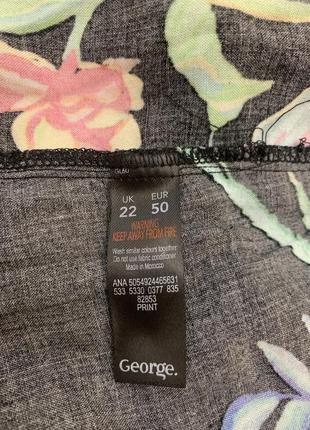 GL60
UK EUR
22 50
WARNING
KEEP AWAY FROM FIRE
Wash similar colours together.
Do not use fabric conditioner.
Made in Morocco
ANA 5054924465631
533 5330 0377 835
82853
PRINT
George.